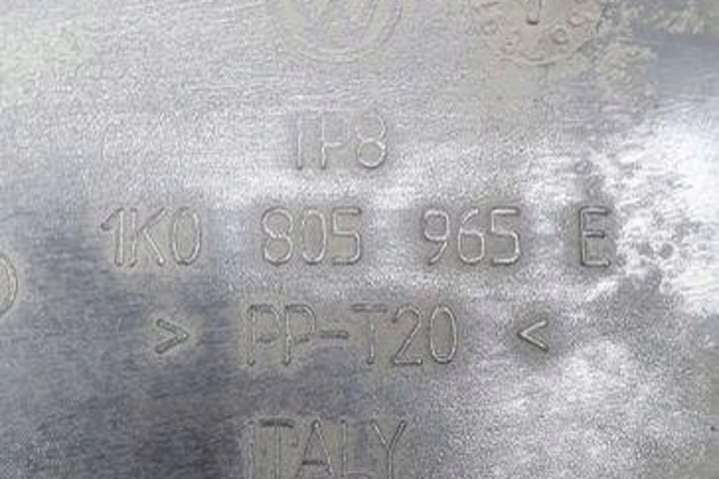 TP8
1K0 805 965 E
> PP-T20 <
ITALY